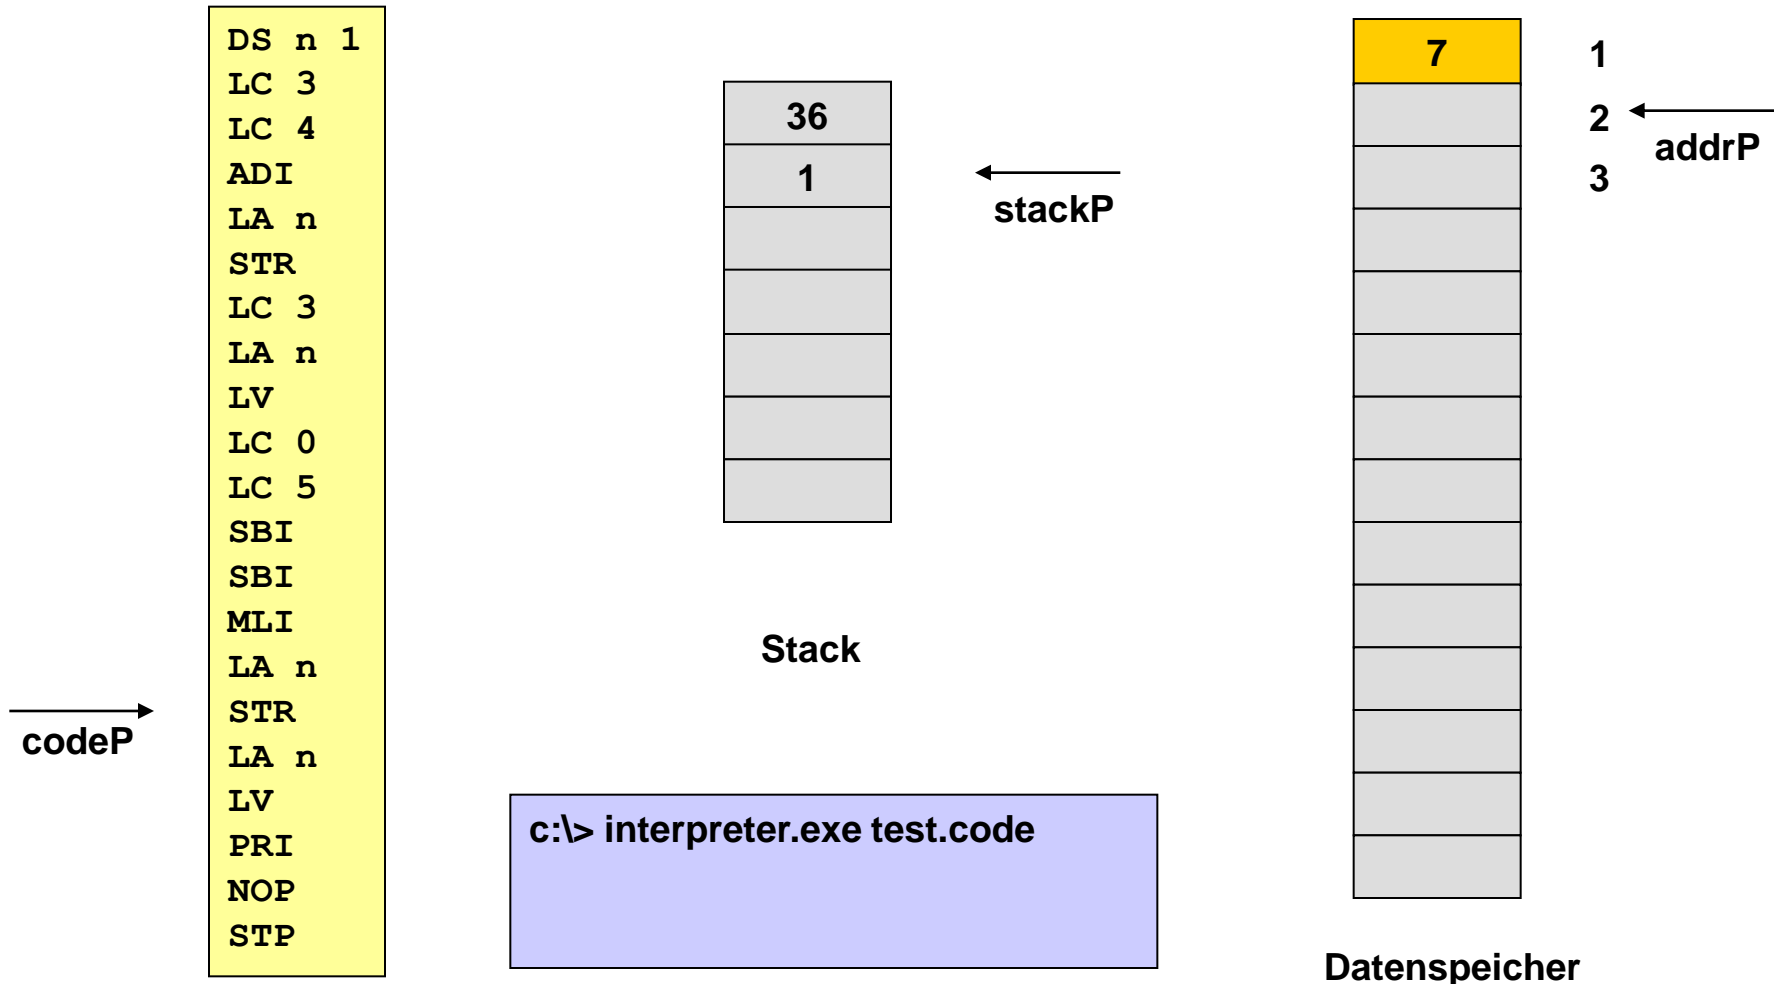 DS n 1
LC 3
LC 4
ADI
LA n
STR
LC 3
LA n
LV
LC 0
LC 5
SBI
SBI
MLI
LA n
STR
LA n
LV
PRI
NOP
STP
codeP
36
1
stackP
Stack
c:\> interpreter.exe test.code
7
1
2
3
addrP
Datenspeicher